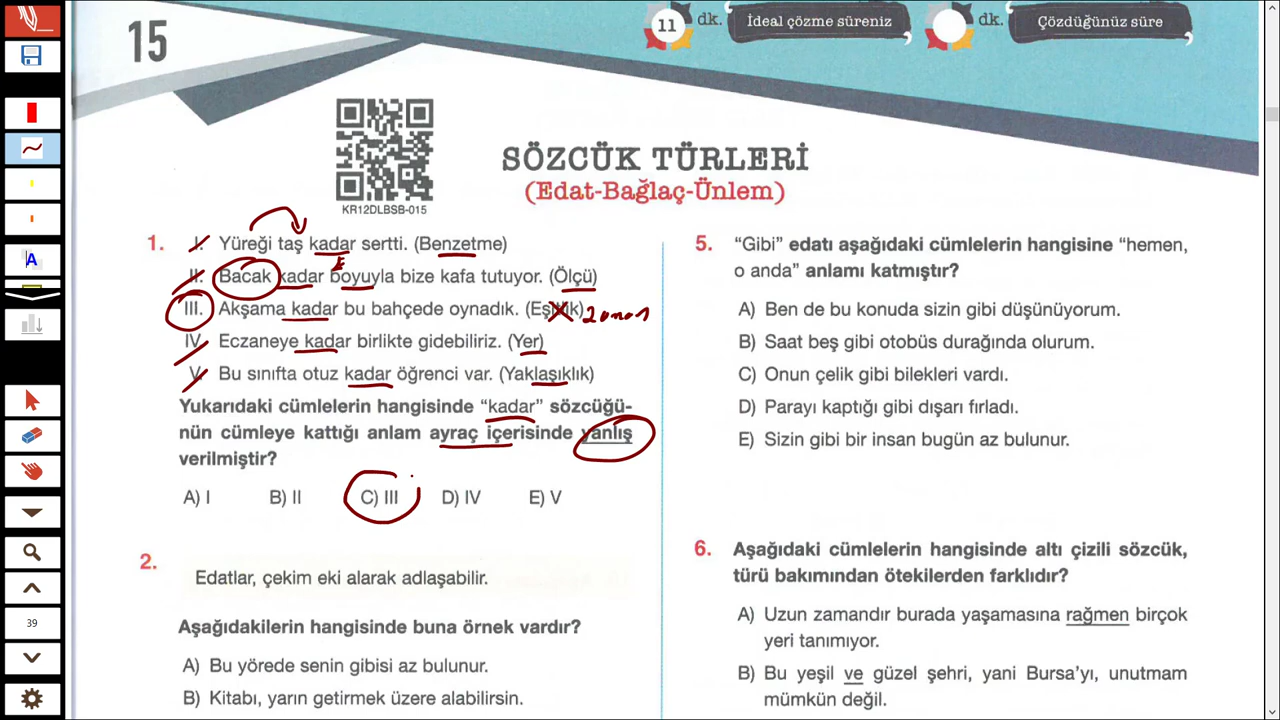 15
11 dk. İdeal çözme süreniz
dk. Çözdüğünüz süre
KR12DLBSB-015
SÖZCÜK TÜRLERİ
(Edat-Bağlaç-Ünlem)
1. I. Yüreği taş kadar sertti. (Benzetme)
II. Bacak kadar boyuyla bize kafa tutuyor. (Ölçü)
III. Akşama kadar bu bahçede oynadık. (Eşitlik) zaman
IV. Eczaneye kadar birlikte gidebiliriz. (Yer)
V. Bu sınıfta otuz kadar öğrenci var. (Yaklaşıklık)
Yukarıdaki cümlelerin hangisinde “kadar” sözcüğü-
nün cümleye kattığı anlam ayraç içerisinde yanlış
verilmiştir?
A) I B) II C) III D) IV E) V
2.
Edatlar, çekim eki alarak adlaşabilir.
Aşağıdakilerin hangisinde buna örnek vardır?
A) Bu yörede senin gibisi az bulunur.
B) Kitabı, yarın getirmek üzere alabilirsin.
5. “Gibi” edatı aşağıdaki cümlelerin hangisine “hemen,
o anda” anlamı katmıştır?
A) Ben de bu konuda sizin gibi düşünüyorum.
B) Saat beş gibi otobüs durağında olurum.
C) Onun çelik gibi bilekleri vardı.
D) Parayı kaptığı gibi dışarı fırladı.
E) Sizin gibi bir insan bugün az bulunur.
6. Aşağıdaki cümlelerin hangisinde altı çizili sözcük,
türü bakımından ötekilerden farklıdır?
A) Uzun zamandır burada yaşamasına rağmen birçok
yeri tanımıyor.
B) Bu yeşil ve güzel şehri, yani Bursa’yı, unutmam
mümkün değil.
A
39